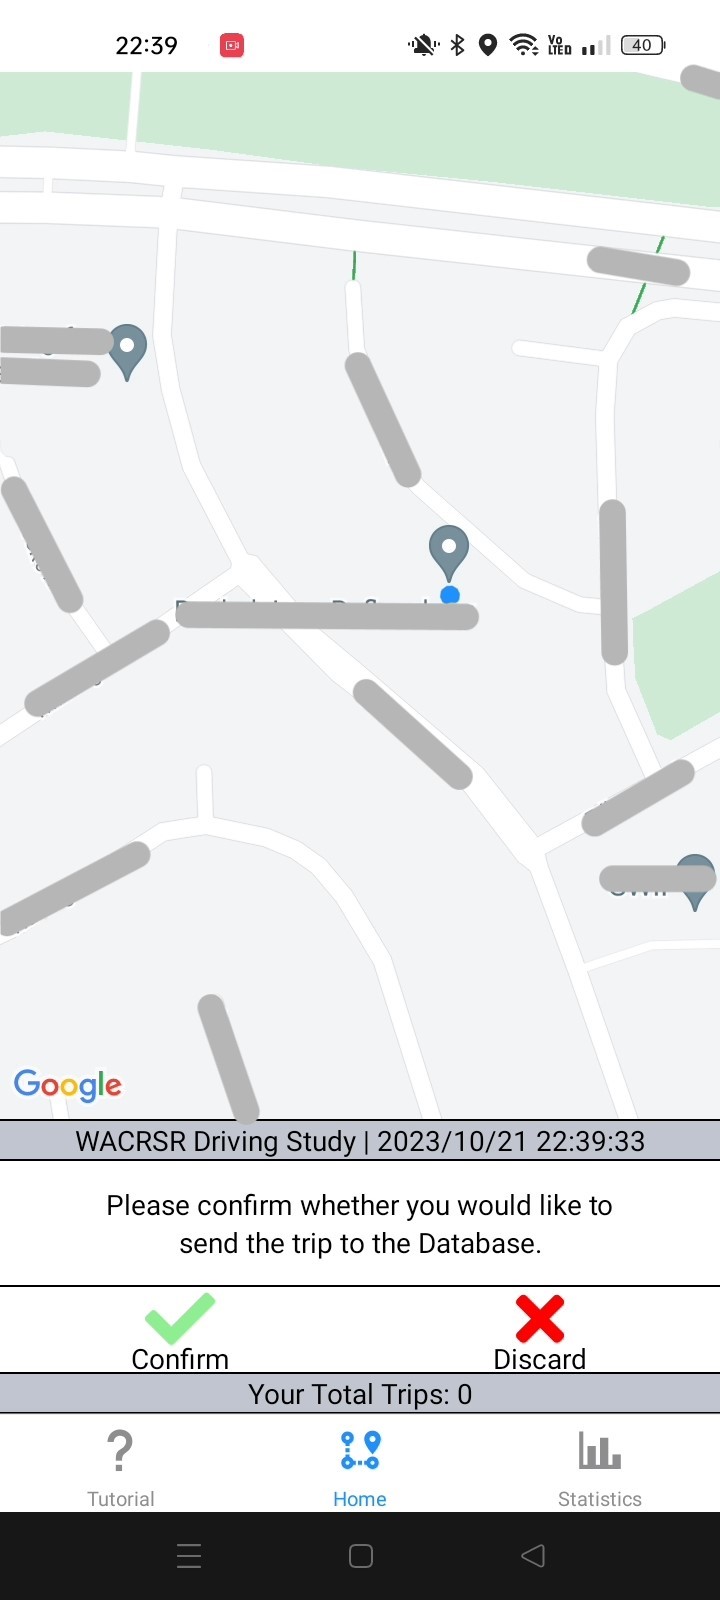 22:39
Vo
LTED
40
Google
WACRSR Driving Study | 2023/10/21 22:39:33
Please confirm whether you would like to
send the trip to the Database.
Confirm
Discard
Your Total Trips: 0
Tutorial
Home
Statistics